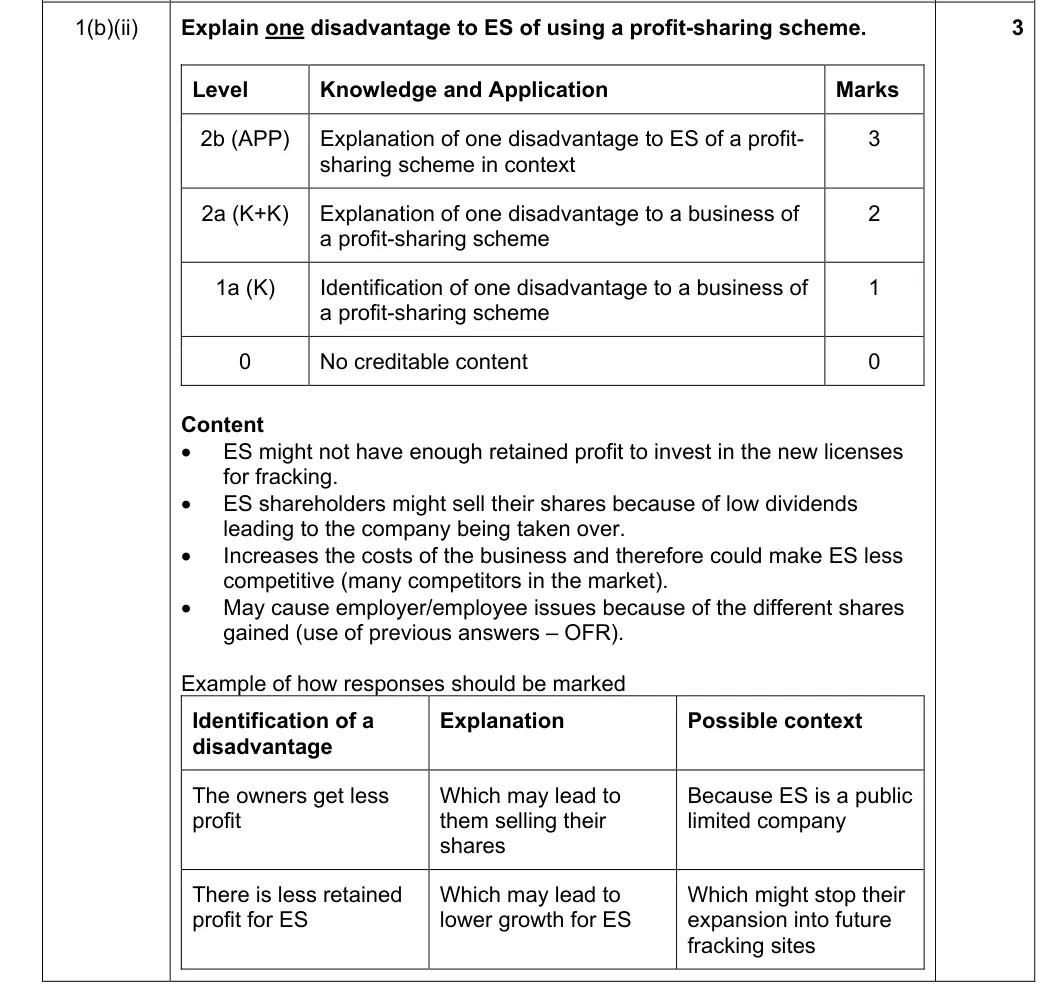 1(b)(ii)
Explain one disadvantage to ES of using a profit-sharing scheme.
3
Level
Knowledge and Application
Marks
2b (APP)
Explanation of one disadvantage to ES of a profit-
sharing scheme in context
3
2a (K+K)
Explanation of one disadvantage to a business of
a profit-sharing scheme
2
1a (K)
Identification of one disadvantage to a business of
a profit-sharing scheme
1
0
No creditable content
0
Content
• ES might not have enough retained profit to invest in the new licenses
for fracking.
• ES shareholders might sell their shares because of low dividends
leading to the company being taken over.
• Increases the costs of the business and therefore could make ES less
competitive (many competitors in the market).
• May cause employer/employee issues because of the different shares
gained (use of previous answers – OFR).
Example of how responses should be marked
Identification of a
disadvantage
Explanation
Possible context
The owners get less
profit
Which may lead to
them selling their
shares
Because ES is a public
limited company
There is less retained
profit for ES
Which may lead to
lower growth for ES
Which might stop their
expansion into future
fracking sites